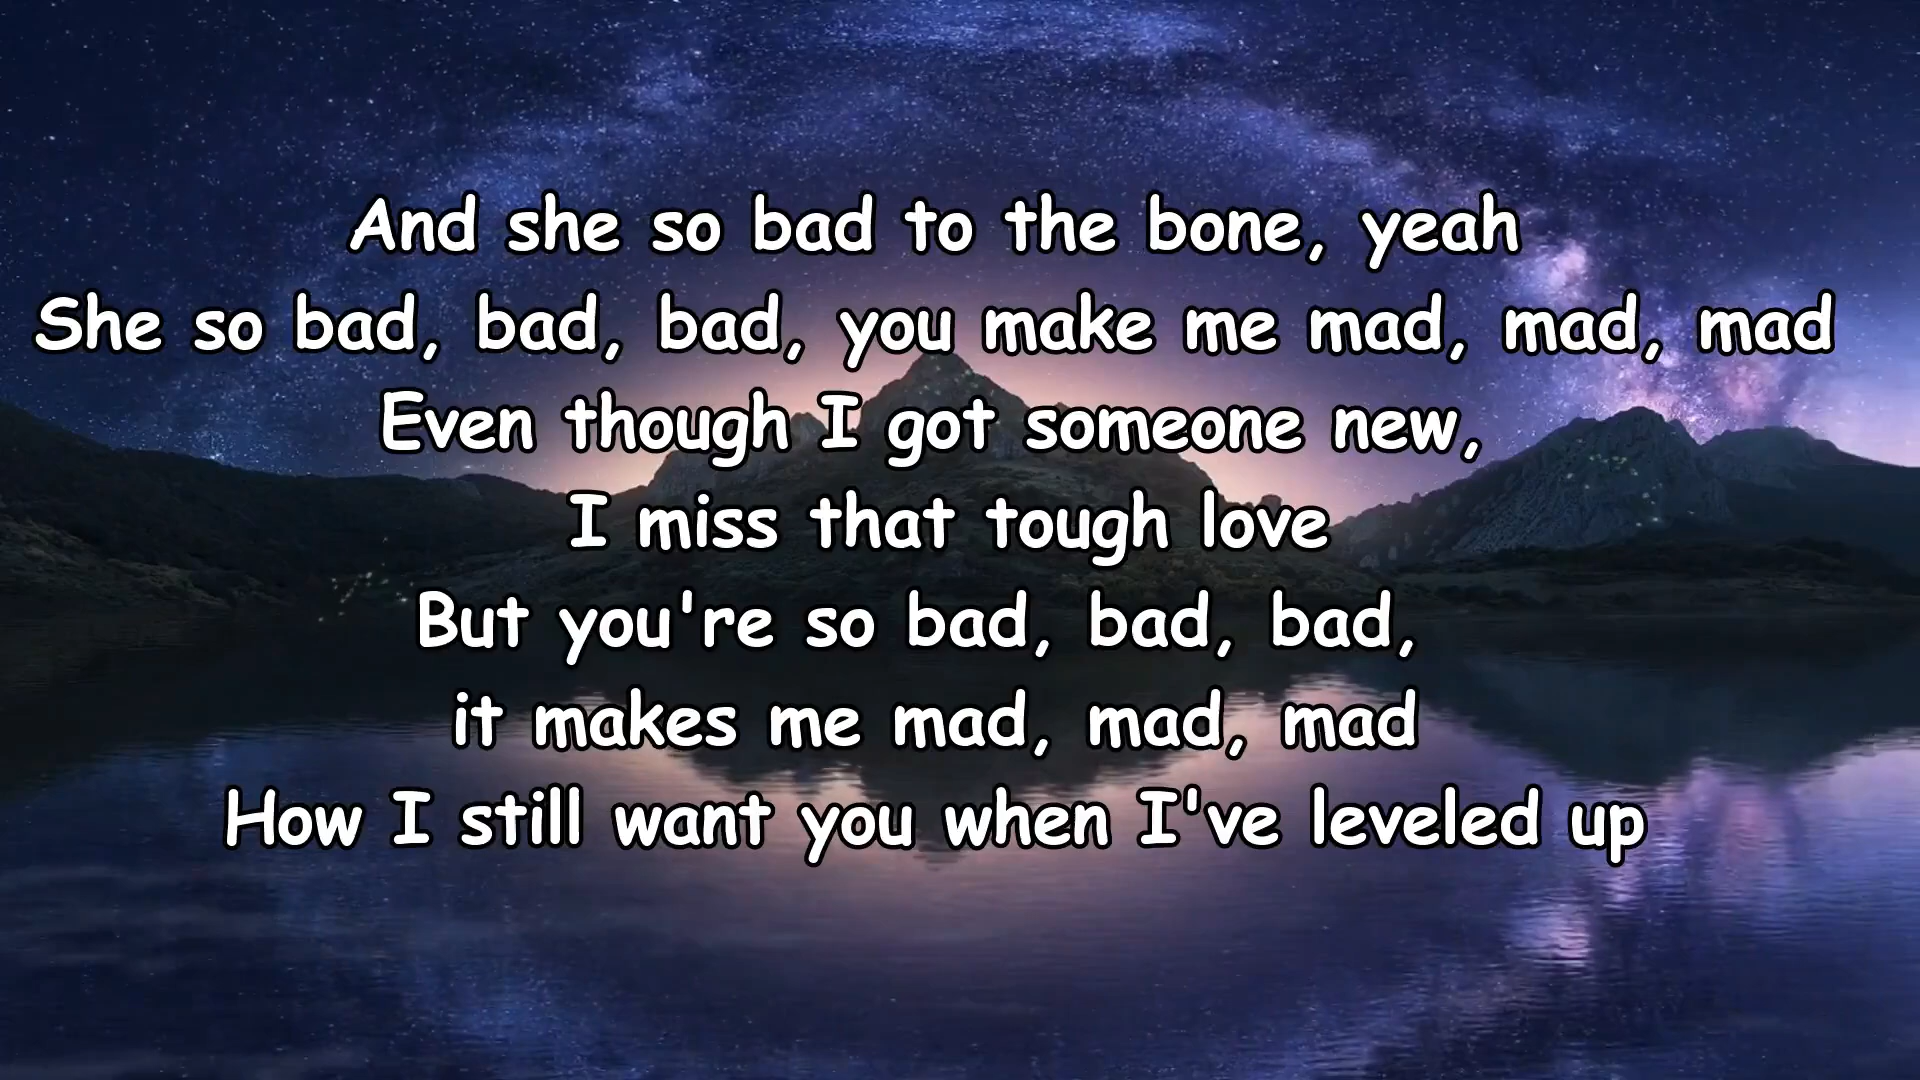 And she so bad to the bone, yeah
She so bad, bad, bad, you make me mad, mad, mad
Even though I got someone new,
I miss that tough love
But you're so bad, bad, bad,
it makes me mad, mad, mad
How I still want you when I've leveled up